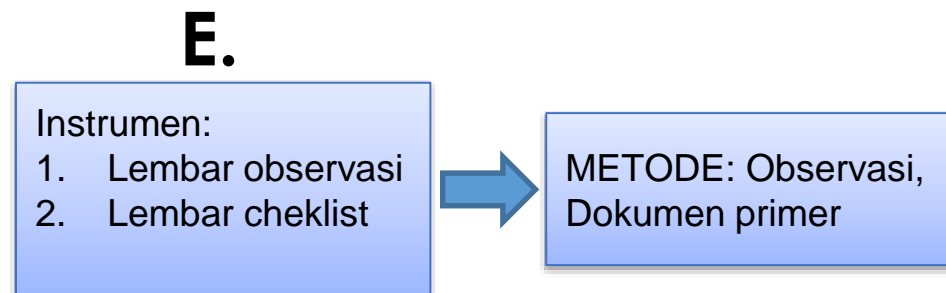 E.
Instrumen:
1. Lembar observasi
2. Lembar cheklist
METODE: Observasi,
Dokumen primer